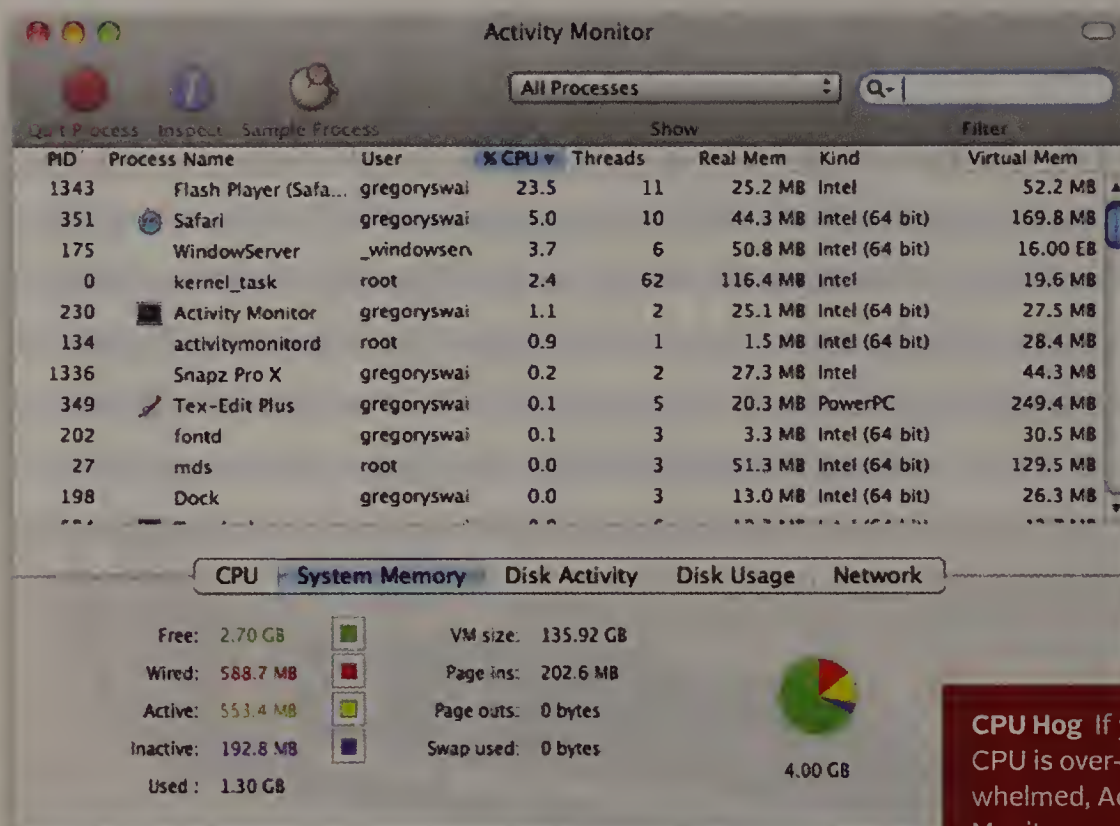 Activity Monitor
All Processes
Quit Process Inspect Sample Process Show Filter
PID Process Name User % CPU Threads Real Mem Kind Virtual Mem
1343 Flash Player (Safa... gregoryswai 23.5 11 25.2 MB Intel 52.2 MB
351 Safari gregoryswai 5.0 10 44.3 MB Intel (64 bit) 169.8 MB
175 WindowServer _windowserv 3.7 6 50.8 MB Intel (64 bit) 16.00 EB
0 kernel_task root 2.4 62 116.4 MB Intel 19.6 MB
230 Activity Monitor gregoryswai 1.1 2 25.1 MB Intel (64 bit) 27.5 MB
134 activitymonitord root 0.9 1 1.5 MB Intel (64 bit) 28.4 MB
1336 Snapz Pro X gregoryswai 0.2 2 27.3 MB Intel 44.3 MB
349 Tex-Edit Plus gregoryswai 0.1 5 20.3 MB PowerPC 249.4 MB
202 fontd gregoryswai 0.1 3 3.3 MB Intel (64 bit) 30.5 MB
27 mds root 0.0 3 51.3 MB Intel (64 bit) 129.5 MB
198 Dock gregoryswai 0.0 3 13.0 MB Intel (64 bit) 26.3 MB
CPU System Memory Disk Activity Disk Usage Network
Free: 2.70 GB VM size: 135.92 GB
Wired: 588.7 MB Page ins: 202.6 MB
Active: 553.4 MB Page outs: 0 bytes
Inactive: 192.8 MB Swap used: 0 bytes
Used: 1.30 GB
4.00 GB
CPU Hog If
CPU is over-
whelmed,